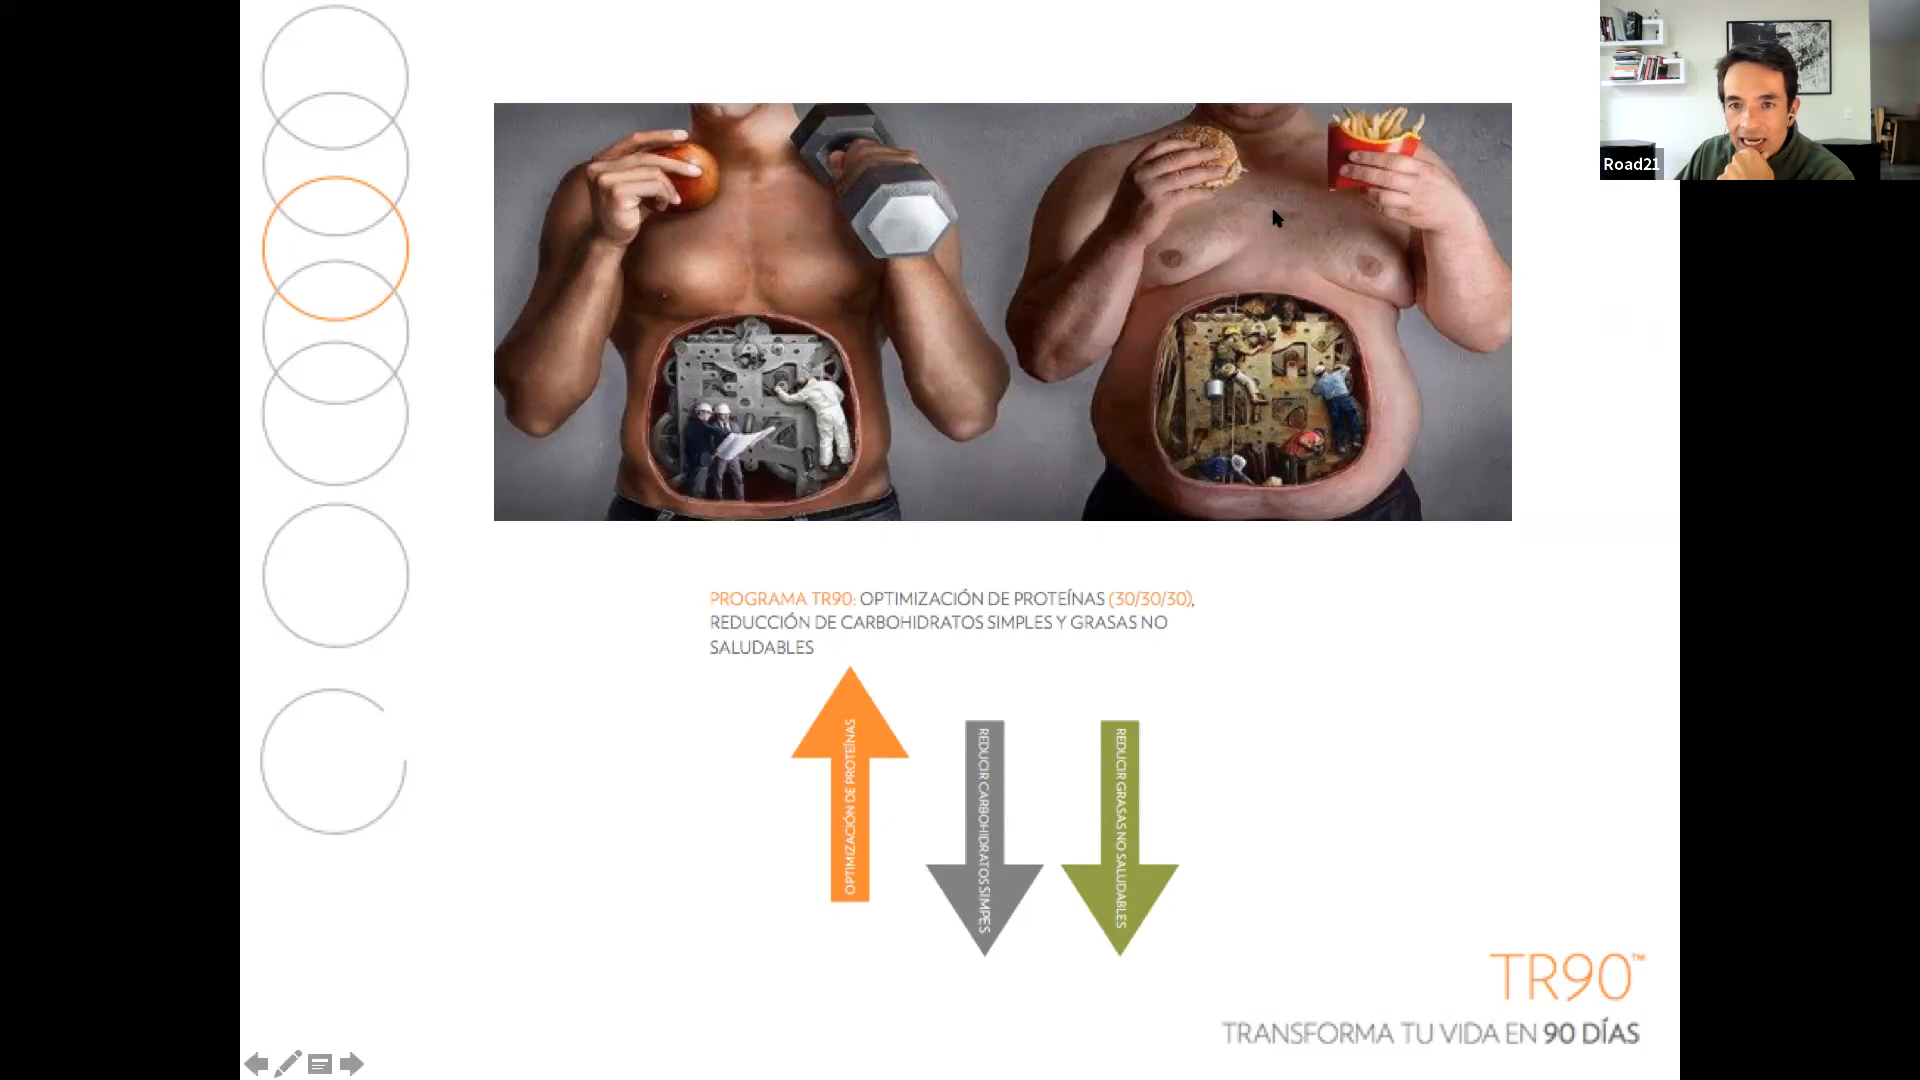 Road21
PROGRAMA TR90: OPTIMIZACIÓN DE PROTEÍNAS (30/30/30),
REDUCCIÓN DE CARBOHIDRATOS SIMPLES Y GRASAS NO
SALUDABLES
OPTIMIZACIÓN DE PROTEÍNAS
REDUCIR CARBOHIDRATOS SIMPES
REDUCIR GRASAS NO SALUDABLES
TR90™
TRANSFORMA TU VIDA EN 90 DÍAS